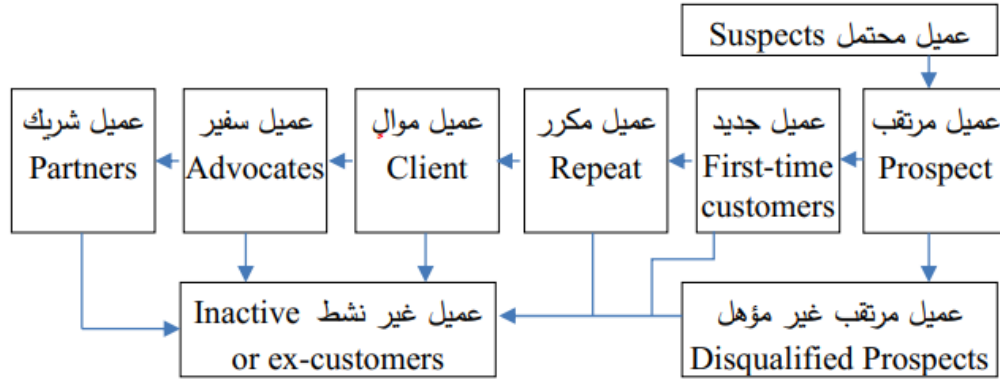 عميل محتمل Suspects
عميل مرتقب
Prospect
عميل جديد
First-time
customers
عميل مكرر
Repeat
عميل موالٍ
Client
عميل سفير
Advocates
عميل شريك
Partners
عميل مرتقب غير مؤهل
Disqualified Prospects
عميل غير نشط Inactive
or ex-customers